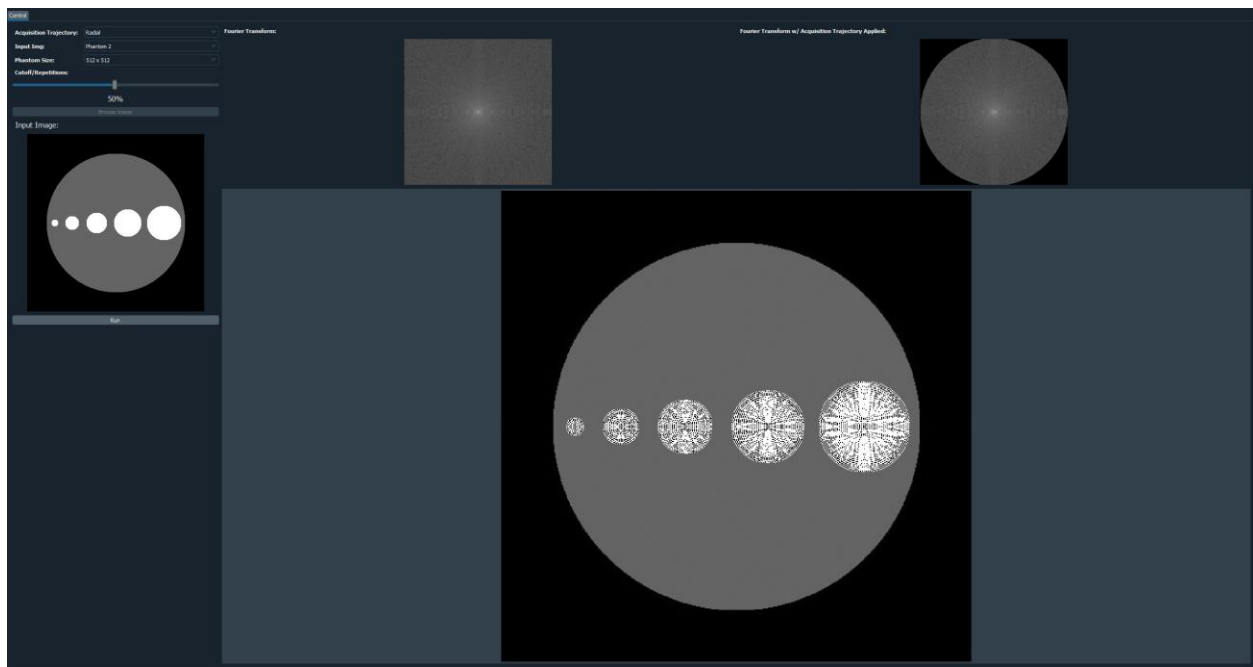 Control
Acquisition Trajectory: Radial
Input Img: Phantom 2
Phantom Size: 512 x 512
Cutoff/Repetitions:
50%
Browse Image
Input Image:
Run
Fourier Transform:
Fourier Transform w/ Acquisition Trajectory Applied: